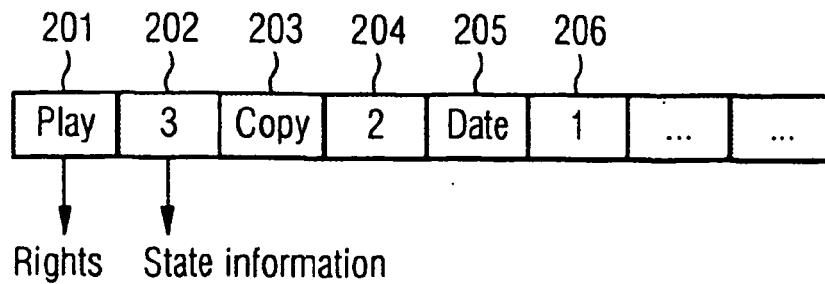 201 202 203 204 205 206
Play 3 Copy 2 Date 1 ... ...
Rights State information